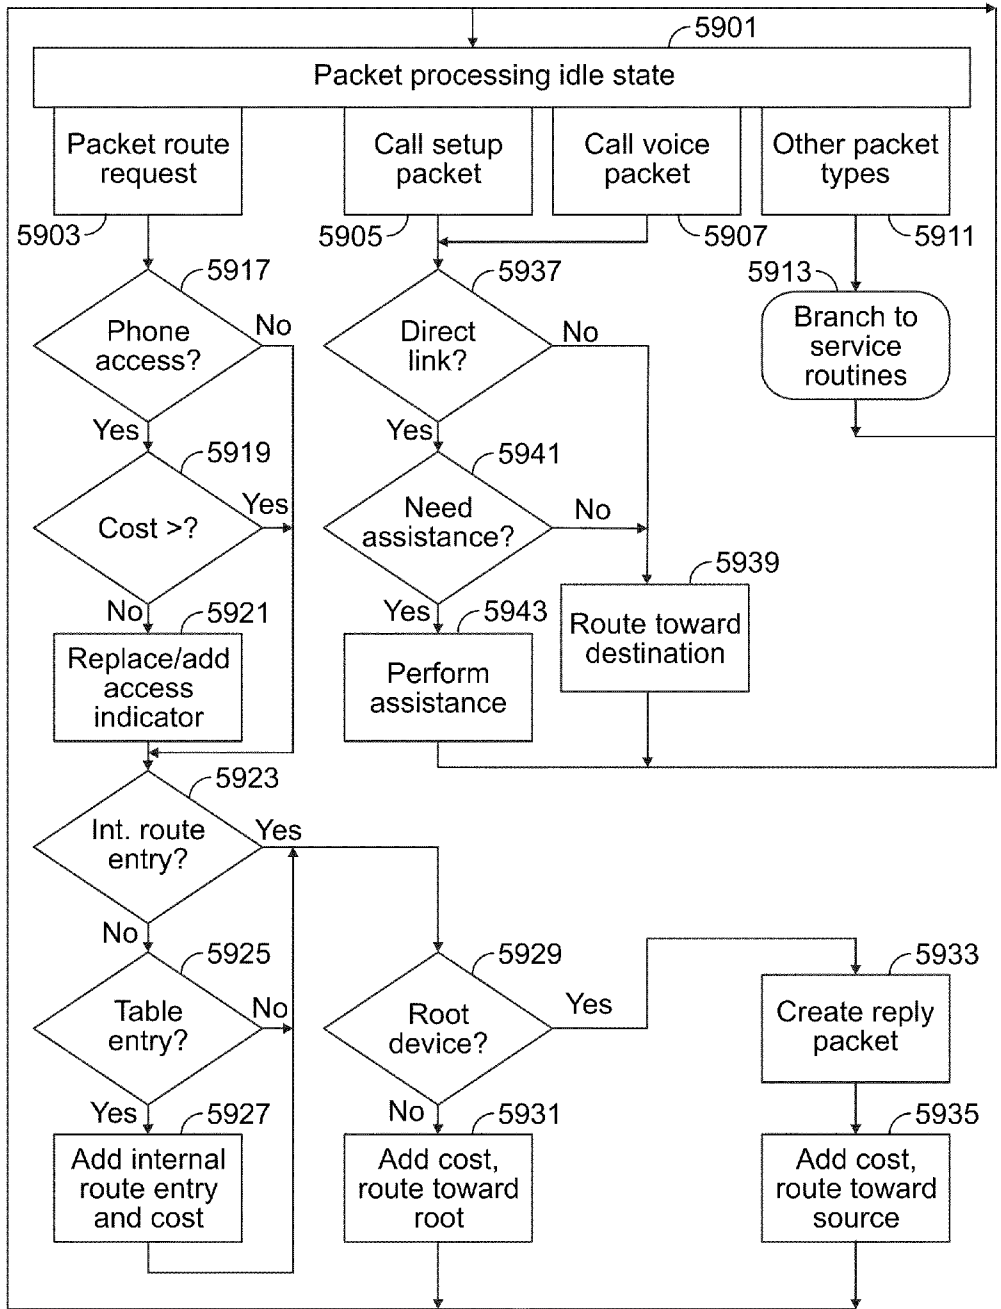 5901
Packet processing idle state
Packet route
request
Call setup
packet
Call voice
packet
Other packet
types
5903
5905
5907
5911
5917
5937
5913
Phone
access?
No
Direct
link?
No
Branch to
service
routines
Yes
Yes
5919
5941
Cost >?
Yes
Need
assistance?
No
5939
Route toward
destination
No
Yes
5921
5943
Replace/add
access
indicator
Perform
assistance
5923
Int. route
entry?
Yes
No
5925
5929
5933
Table
entry?
No
Root
device?
Yes
Create reply
packet
Yes
No
5927
5931
5935
Add internal
route entry
and cost
Add cost,
route toward
root
Add cost,
route toward
source